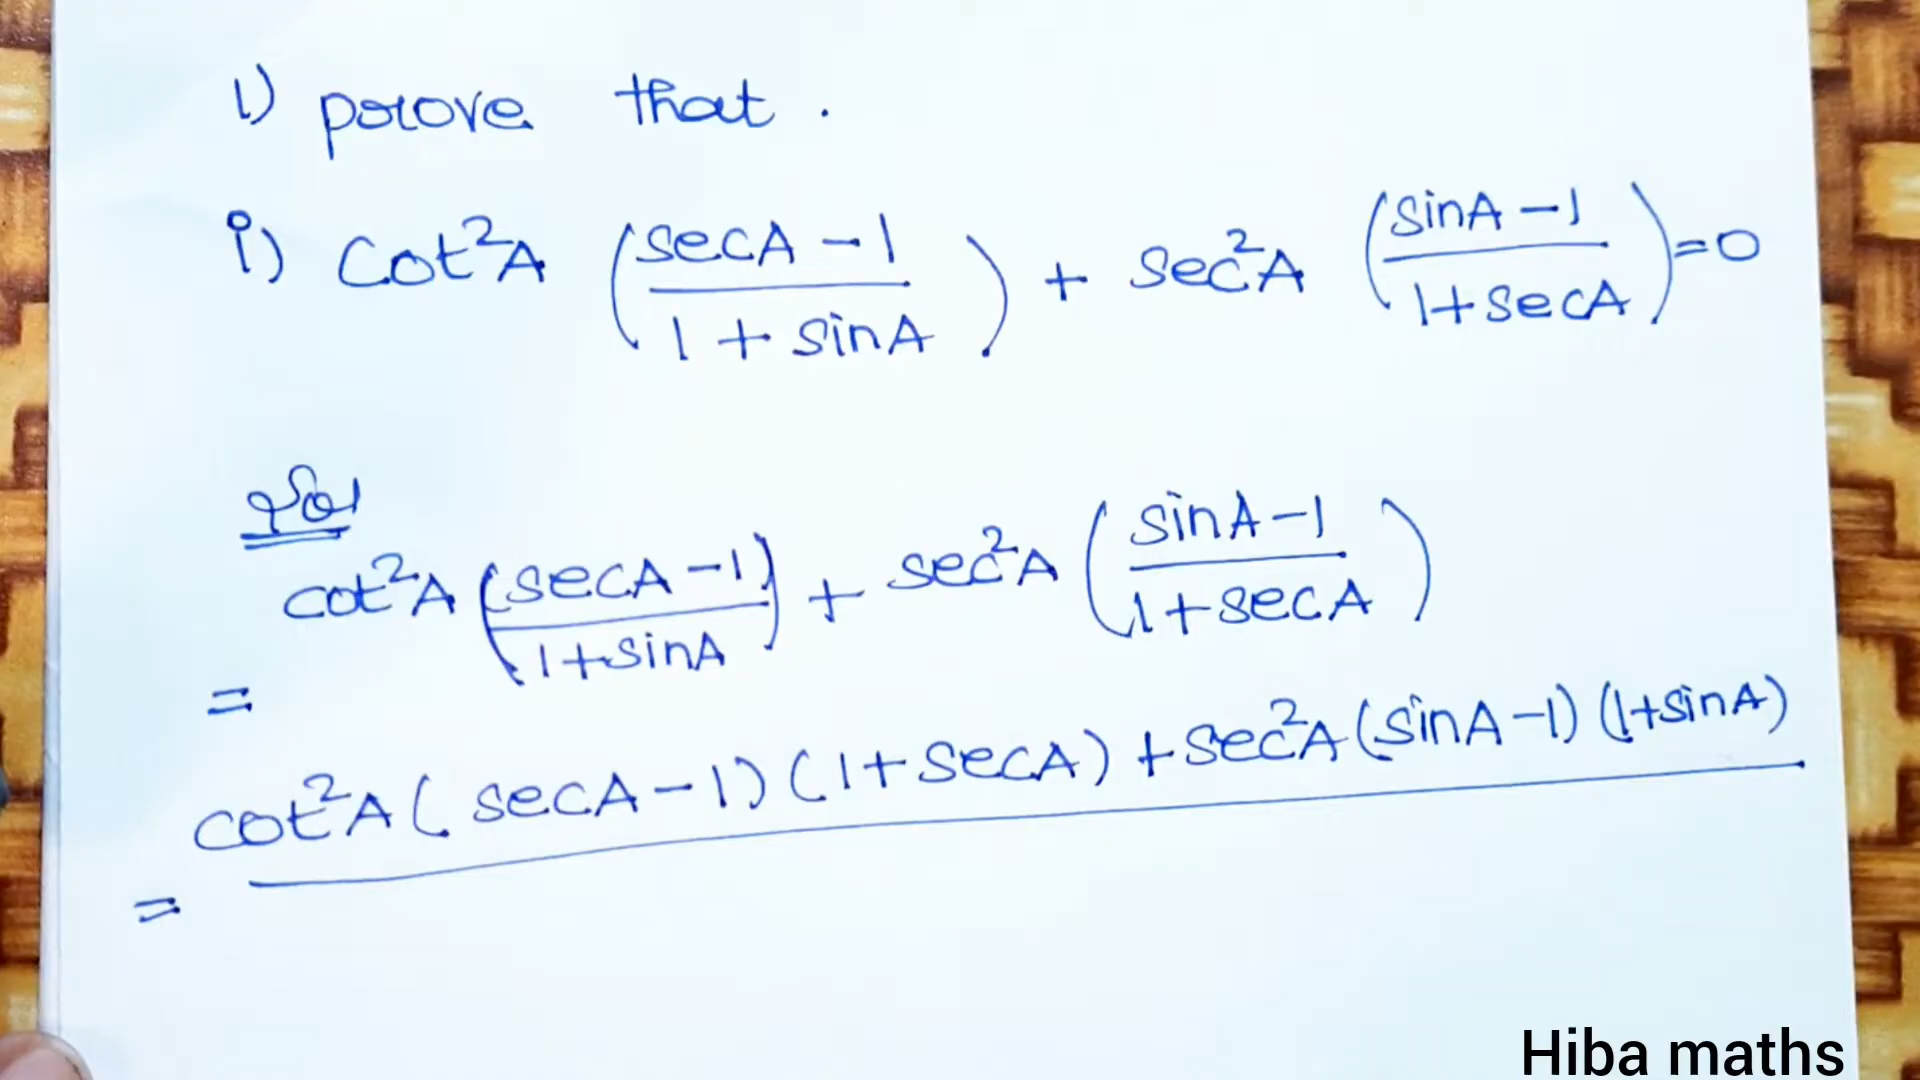 1) prove that .
i) Cot²A (secA - 1 / 1 + sinA) + sec²A (sinA - 1 / 1 + secA) = 0
Sol
cot²A (secA - 1 / 1 + sinA) + sec²A (sinA - 1 / 1 + secA)
=
cot²A ( secA - 1 ) ( 1 + secA ) + sec²A (sinA - 1) (1 + sinA)
=
Hiba maths